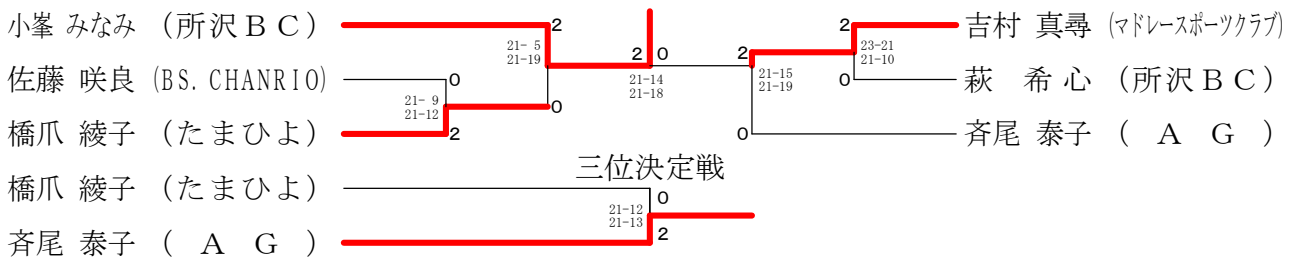 小峯 みなみ (所沢BC)
2
2
吉村 真尋 (マドレースポーツクラブ)
21- 5
21-19
2 0
2
23-21
21-10
佐藤 咲良 (BS. CHANRIO)
0
21-14
21-18
21-15
21-19
0
萩 希心 (所沢BC)
21- 9
21-12
0
橋爪 綾子 (たまひよ)
2
0
斉尾 泰子 ( A G )
三位決定戦
橋爪 綾子 (たまひよ)
0
21-12
21-13
斉尾 泰子 ( A G )
2